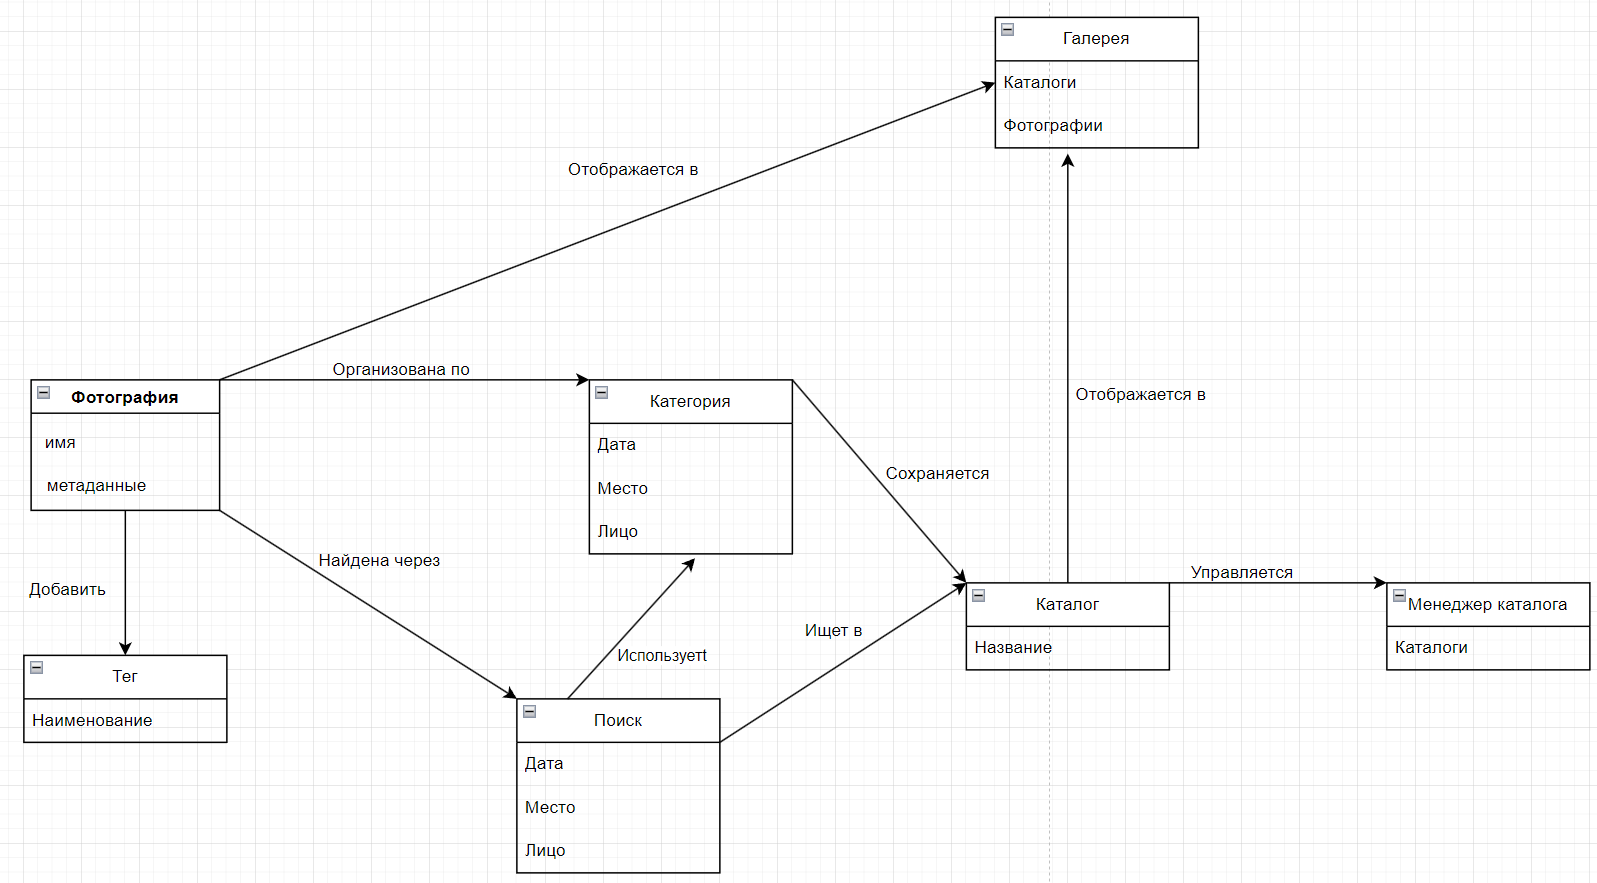 Галерея
Каталоги
Фотографии
Отображается в
Организована по
Фотография
имя
метаданные
Категория
Дата
Место
Лицо
Отображается в
Сохраняется
Найдена через
Добавить
Используеt
Ищет в
Управляется
Каталог
Название
Менеджер каталога
Каталоги
Тег
Наименование
Поиск
Дата
Место
Лицо